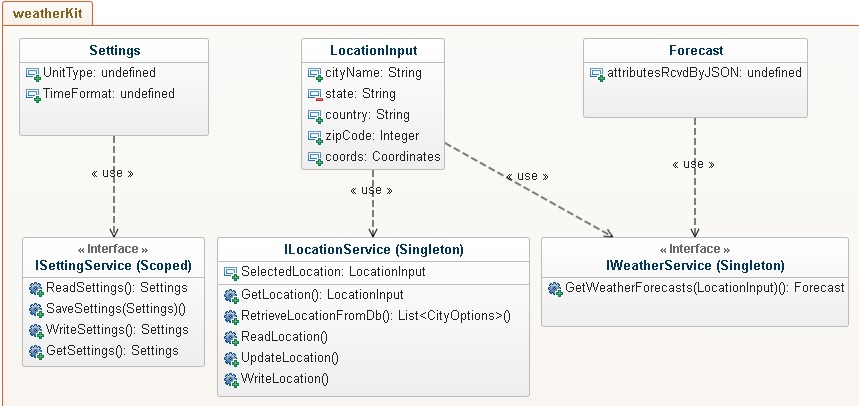 weatherKit
Settings
UnitType: undefined
TimeFormat: undefined
LocationInput
cityName: String
state: String
country: String
zipCode: Integer
coords: Coordinates
Forecast
attributesRcvdByJSON: undefined
« use »
« use »
« use »
« use »
« Interface »
ISettingService (Scoped)
ReadSettings(): Settings
SaveSettings(Settings)()
WriteSettings(): Settings
GetSettings(): Settings
ILocationService (Singleton)
SelectedLocation: LocationInput
GetLocation(): LocationInput
RetrieveLocationFromDb(): List<CityOptions>()
ReadLocation()
UpdateLocation()
WriteLocation()
« Interface »
IWeatherService (Singleton)
GetWeatherForecasts(LocationInput)(): Forecast